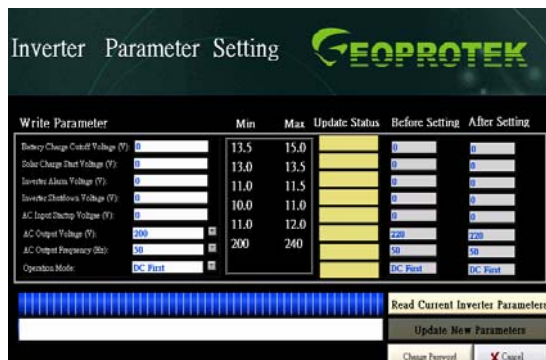 Inverter Parameter Setting
GEOPROTEK
Write Parameter Min Max Update Status Before Setting After Setting
Battery Charge Cutoff Voltage (V): 0 13.5 15.0 0 0
Solar Charge Start Voltage (V): 0 13.0 13.5 0 0
Inverter Alarm Voltage (V): 0 11.0 11.5 0 0
Inverter Shutdown Voltage (V): 0 10.0 11.0 0 0
AC Input Startup Voltage (V): 0 11.0 12.0 0 0
AC Output Voltage (V): 200 200 240 220 220
AC Output Frequency (Hz): 50 50 50
Operation Mode: DC First DC First DC First
Read Current Inverter Parameters
Update New Parameters
Change Password X Cancel